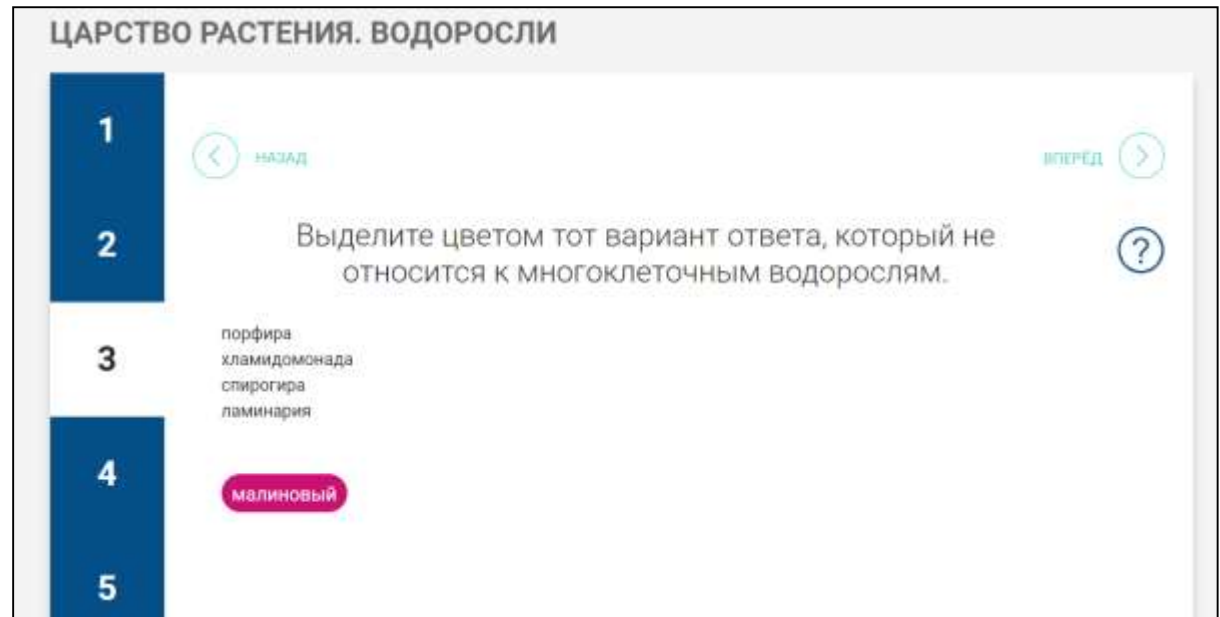 ЦАРСТВО РАСТЕНИЯ. ВОДОРОСЛИ
1
НАЗАД
ВПЕРЁД
2
Выделите цветом тот вариант ответа, который не
относится к многоклеточным водорослям.
?
3
порфира
хламидомонада
спирогира
ламинария
4
малиновый
5